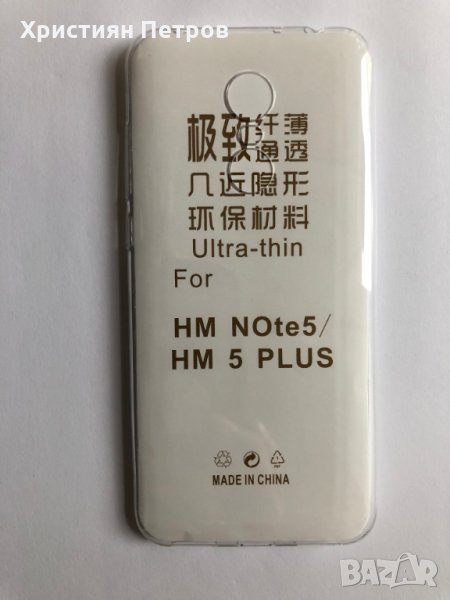 Християн Петров
极致纤薄
通透
几近隐形
环保材料
Ultra-thin
For
HM NOte5/
HM 5 PLUS
MADE IN CHINA
BAZAR